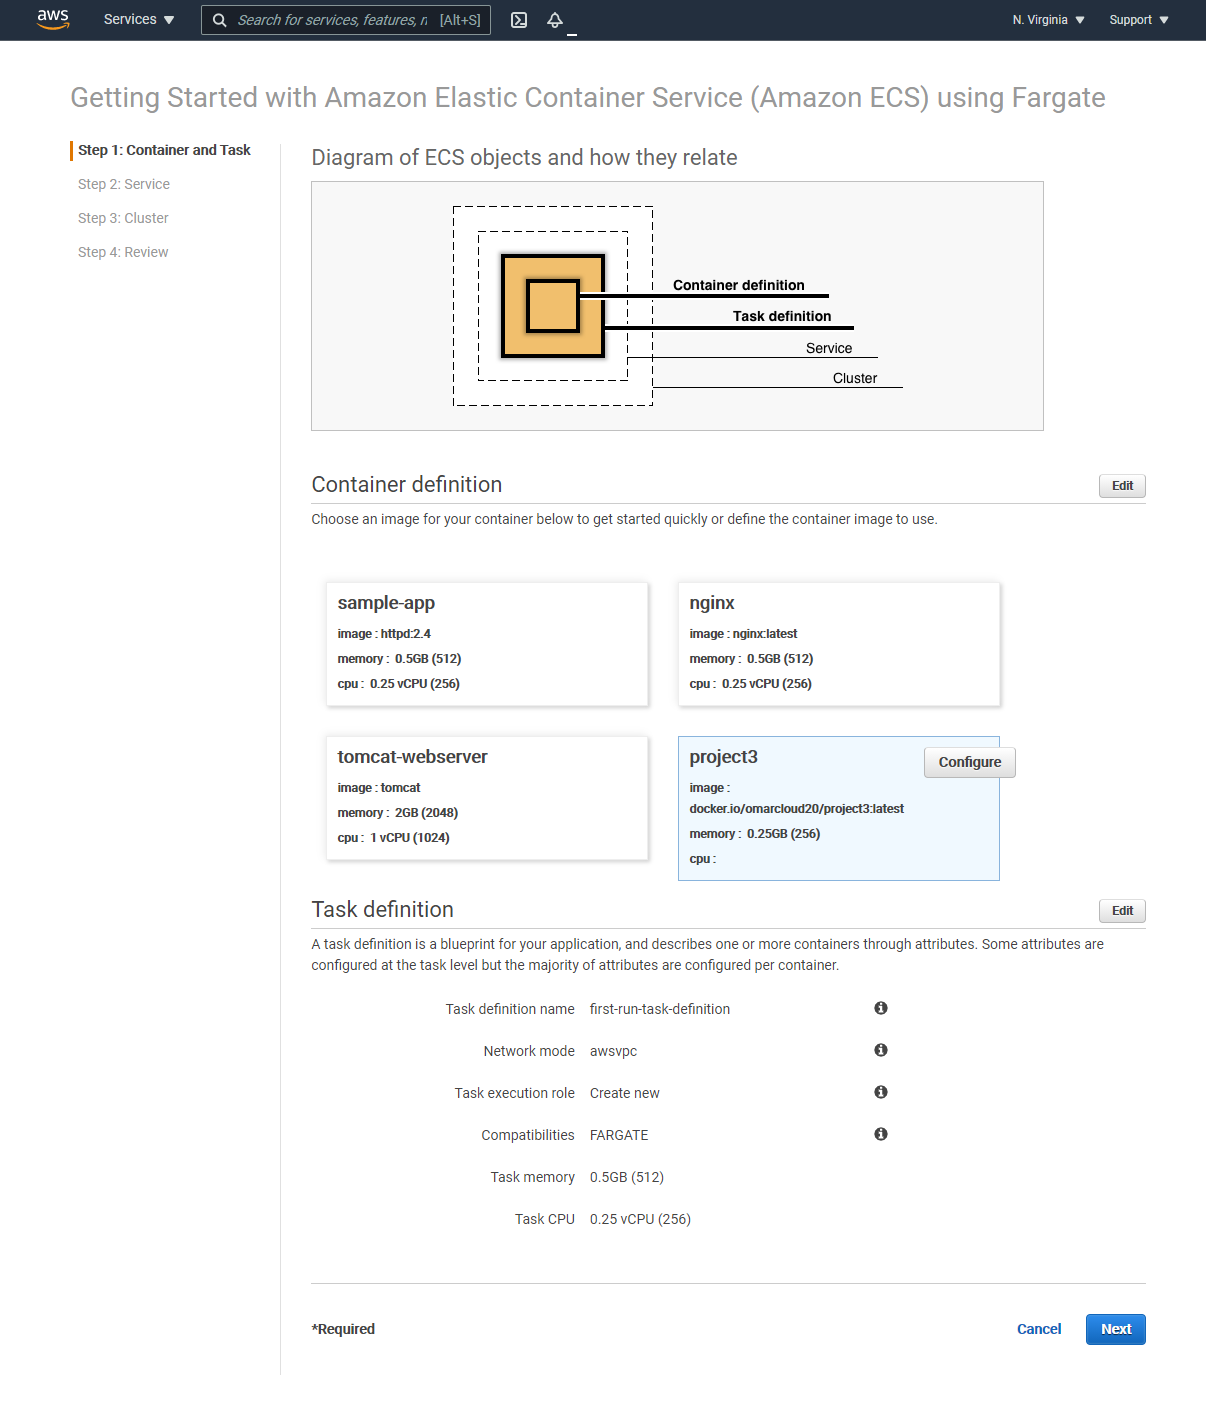 aws
Services
Search for services, features, n [Alt+S]
N. Virginia
Support
Getting Started with Amazon Elastic Container Service (Amazon ECS) using Fargate
Step 1: Container and Task
Step 2: Service
Step 3: Cluster
Step 4: Review
Diagram of ECS objects and how they relate
Container definition
Task definition
Service
Cluster
Container definition
Edit
Choose an image for your container below to get started quickly or define the container image to use.
sample-app
image : httpd:2.4
memory : 0.5GB (512)
cpu : 0.25 vCPU (256)
nginx
image : nginx:latest
memory : 0.5GB (512)
cpu : 0.25 vCPU (256)
tomcat-webserver
image : tomcat
memory : 2GB (2048)
cpu : 1 vCPU (1024)
project3
Configure
image :
docker.io/omarcloud20/project3:latest
memory : 0.25GB (256)
cpu :
Task definition
Edit
A task definition is a blueprint for your application, and describes one or more containers through attributes. Some attributes are
configured at the task level but the majority of attributes are configured per container.
Task definition name first-run-task-definition
Network mode awsvpc
Task execution role Create new
Compatibilities FARGATE
Task memory 0.5GB (512)
Task CPU 0.25 vCPU (256)
*Required
Cancel
Next